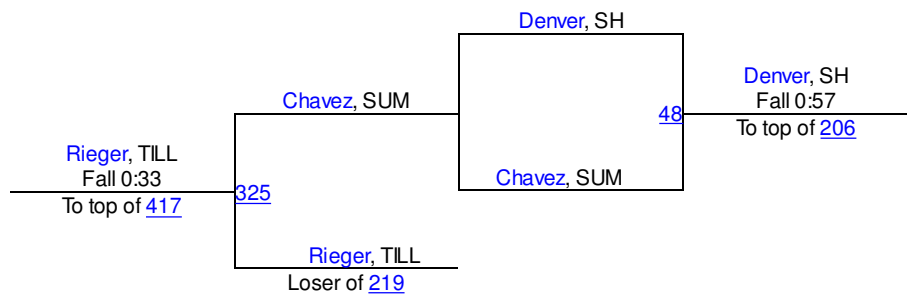 Denver, SH
Denver, SH
Fall 0:57
Chavez, SUM
48
To top of 206
Rieger, TILL
Fall 0:33
Chavez, SUM
325
To top of 417
Rieger, TILL
Loser of 219